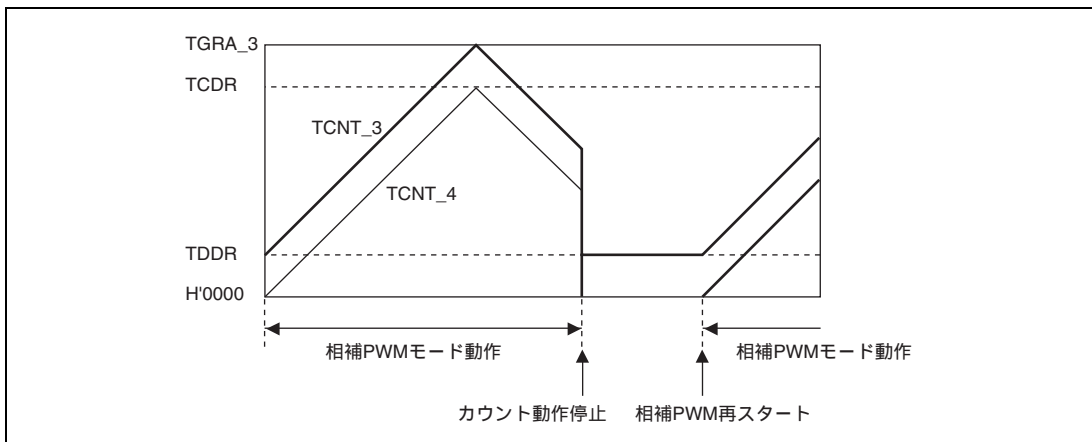 TGRA_3
TCDR
TCNT_3
TCNT_4
TDDR
H'0000
相補PWMモード動作
相補PWMモード動作
カウント動作停止
相補PWM再スタート